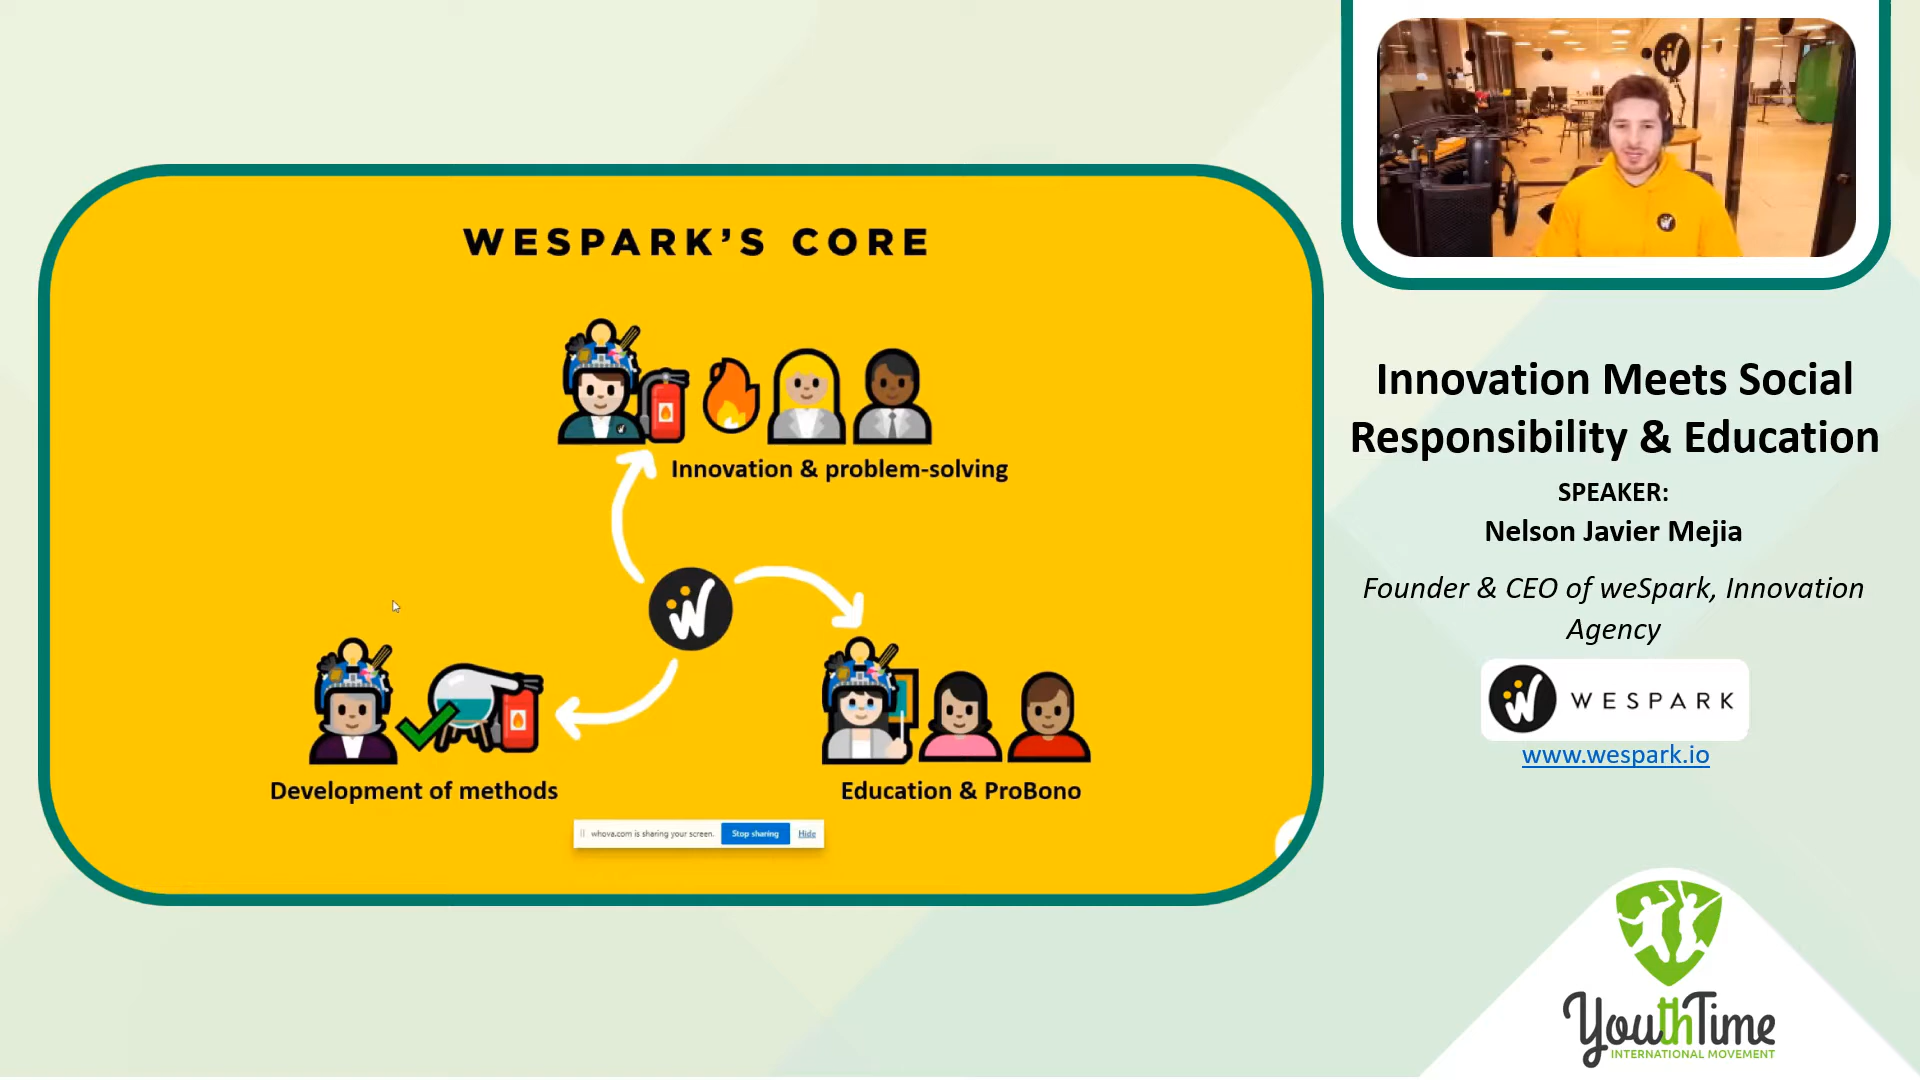 WESPARK'S CORE
Innovation & problem-solving
Development of methods
Education & ProBono
whova.com is sharing your screen.
Stop sharing
Hide
Innovation Meets Social
Responsibility & Education
SPEAKER:
Nelson Javier Mejia
Founder & CEO of weSpark, Innovation
Agency
WESPARK
www.wespark.io
YouthTime
INTERNATIONAL MOVEMENT